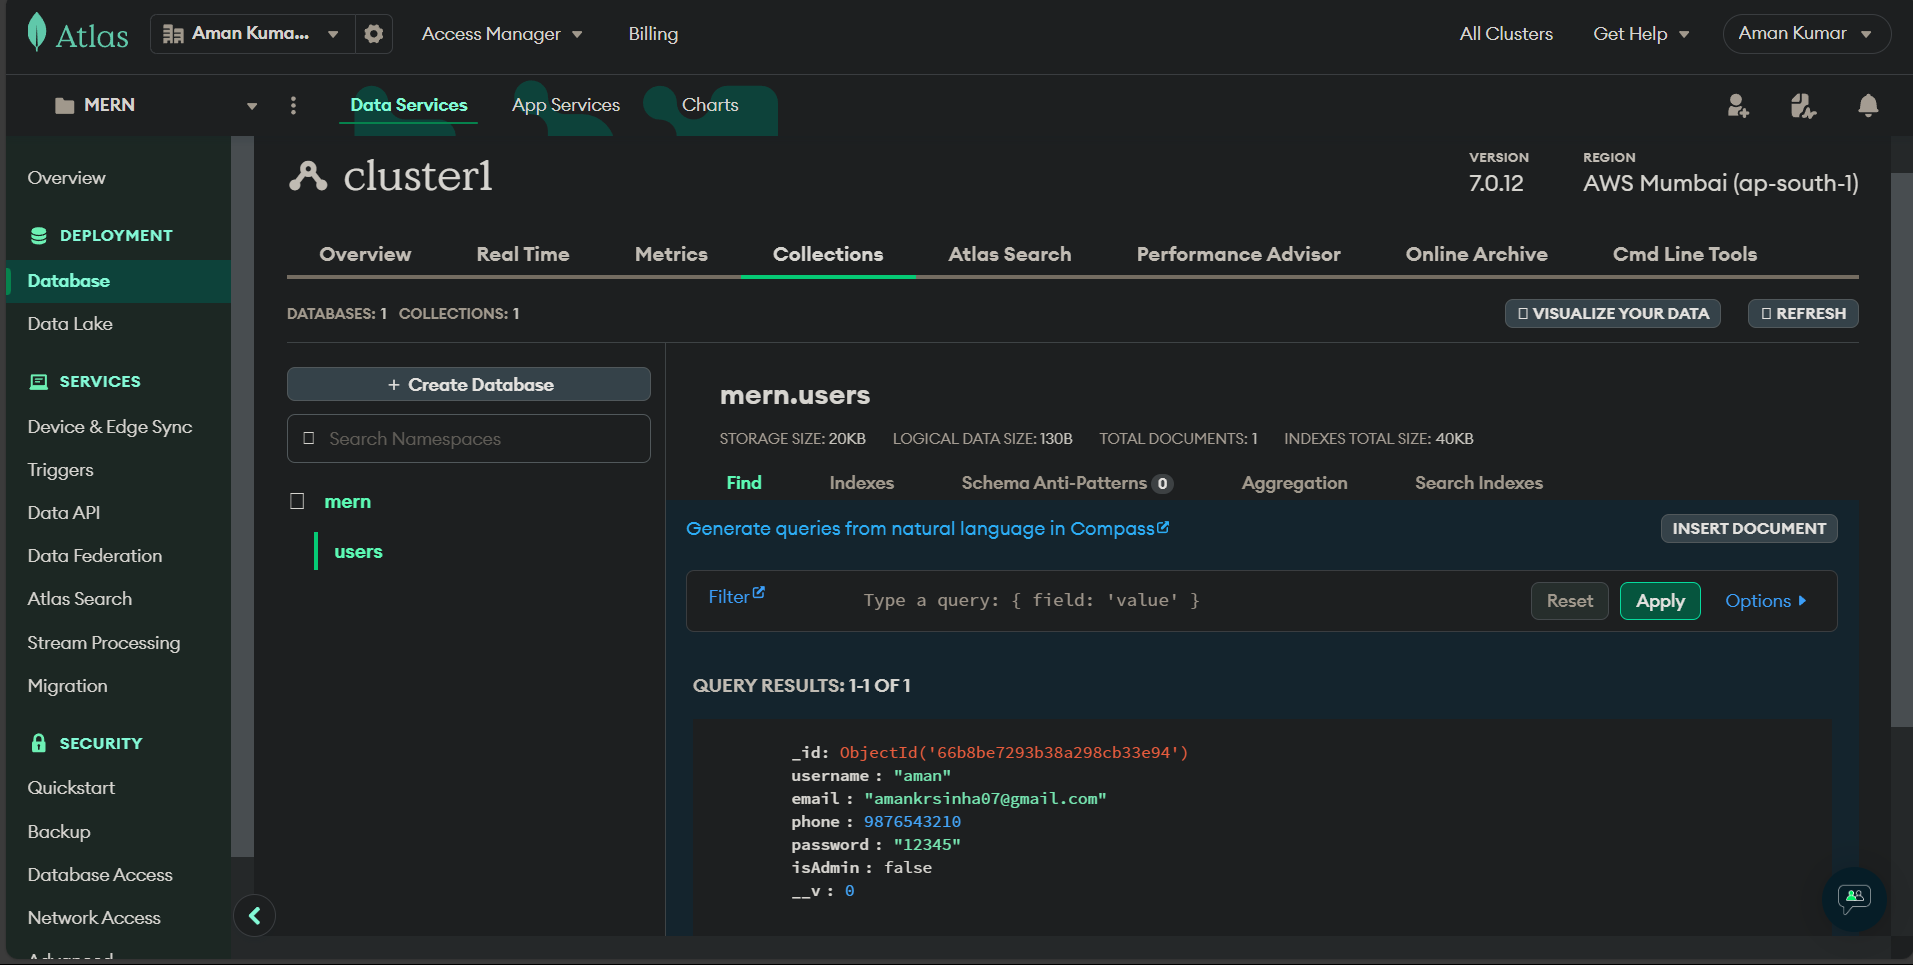 Atlas
Aman Kuma...
Access Manager
Billing
All Clusters
Get Help
Aman Kumar
MERN
Data Services
App Services
Charts
Overview
DEPLOYMENT
Database
Data Lake
SERVICES
Device & Edge Sync
Triggers
Data API
Data Federation
Atlas Search
Stream Processing
Migration
SECURITY
Quickstart
Backup
Database Access
Network Access
Advanced
cluster1
VERSION
7.0.12
REGION
AWS Mumbai (ap-south-1)
Overview
Real Time
Metrics
Collections
Atlas Search
Performance Advisor
Online Archive
Cmd Line Tools
DATABASES: 1 COLLECTIONS: 1
VISUALIZE YOUR DATA
REFRESH
+ Create Database
Search Namespaces
mern
users
mern.users
STORAGE SIZE: 20KB LOGICAL DATA SIZE: 130B TOTAL DOCUMENTS: 1 INDEXES TOTAL SIZE: 40KB
Find
Indexes
Schema Anti-Patterns 0
Aggregation
Search Indexes
Generate queries from natural language in Compass
INSERT DOCUMENT
Filter
Type a query: { field: 'value' }
Reset
Apply
Options
QUERY RESULTS: 1-1 OF 1
_id: ObjectId('66b8be7293b38a298cb33e94')
username : "aman"
email : "amankrsinha07@gmail.com"
phone : 9876543210
password : "12345"
isAdmin : false
__v : 0